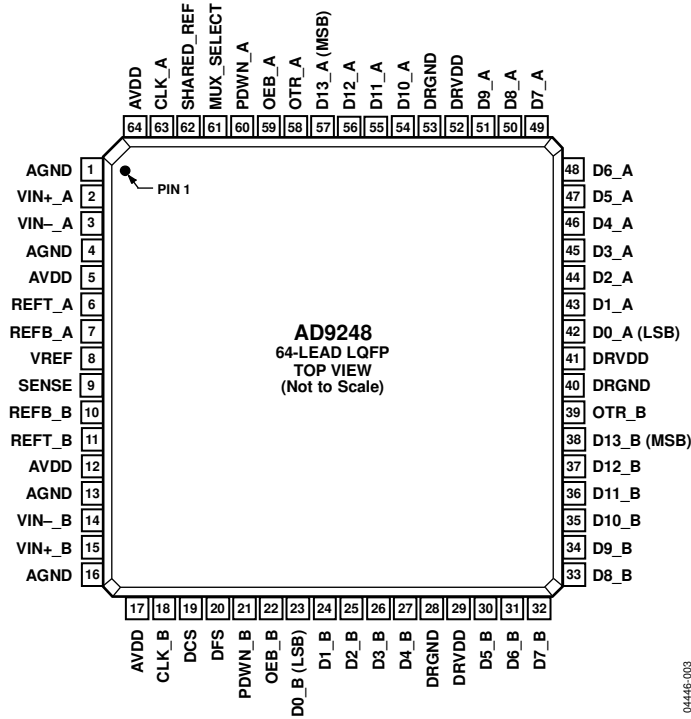 AVDD
CLK_A
SHARED_REF
MUX_SELECT
PDWN_A
OEB_A
OTR_A
D13_A (MSB)
D12_A
D11_A
D10_A
DRGND
DRVDD
D9_A
D8_A
D7_A
64 63 62 61 60 59 58 57 56 55 54 53 52 51 50 49
AGND 1
VIN+_A 2
VIN–_A 3
AGND 4
AVDD 5
REFT_A 6
REFB_A 7
VREF 8
SENSE 9
REFB_B 10
REFT_B 11
AVDD 12
AGND 13
VIN–_B 14
VIN+_B 15
AGND 16
PIN 1
AD9248
64-LEAD LQFP
TOP VIEW
(Not to Scale)
48 D6_A
47 D5_A
46 D4_A
45 D3_A
44 D2_A
43 D1_A
42 D0_A (LSB)
41 DRVDD
40 DRGND
39 OTR_B
38 D13_B (MSB)
37 D12_B
36 D11_B
35 D10_B
34 D9_B
33 D8_B
17 18 19 20 21 22 23 24 25 26 27 28 29 30 31 32
AVDD
CLK_B
DCS
DFS
PDWN_B
OEB_B
D0_B (LSB)
D1_B
D2_B
D3_B
D4_B
DRGND
DRVDD
D5_B
D6_B
D7_B
04446-003